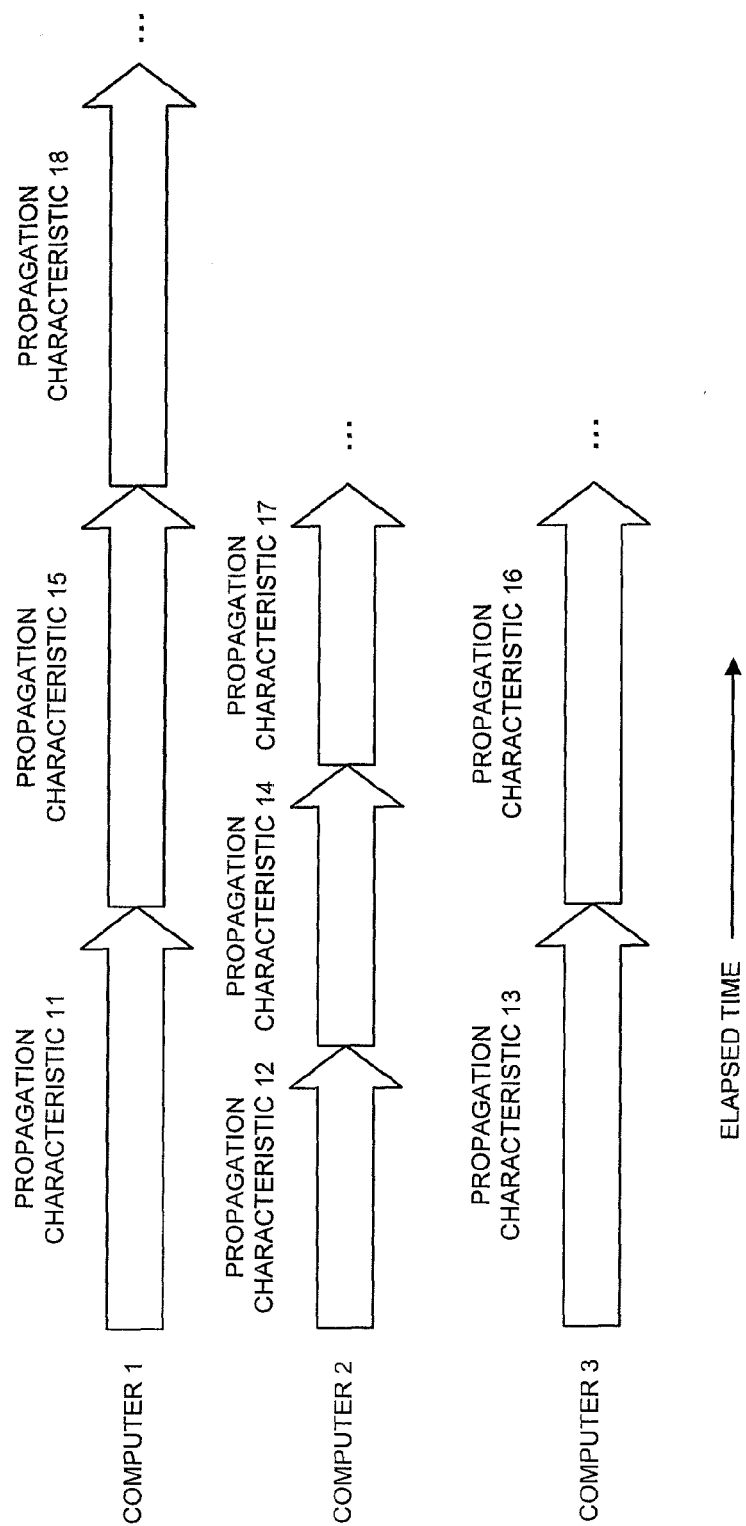 COMPUTER 1
PROPAGATION
CHARACTERISTIC 11
PROPAGATION
CHARACTERISTIC 15
PROPAGATION
CHARACTERISTIC 18
...
COMPUTER 2
PROPAGATION
CHARACTERISTIC 12
PROPAGATION
CHARACTERISTIC 14
PROPAGATION
CHARACTERISTIC 17
...
COMPUTER 3
PROPAGATION
CHARACTERISTIC 13
PROPAGATION
CHARACTERISTIC 16
...
ELAPSED TIME